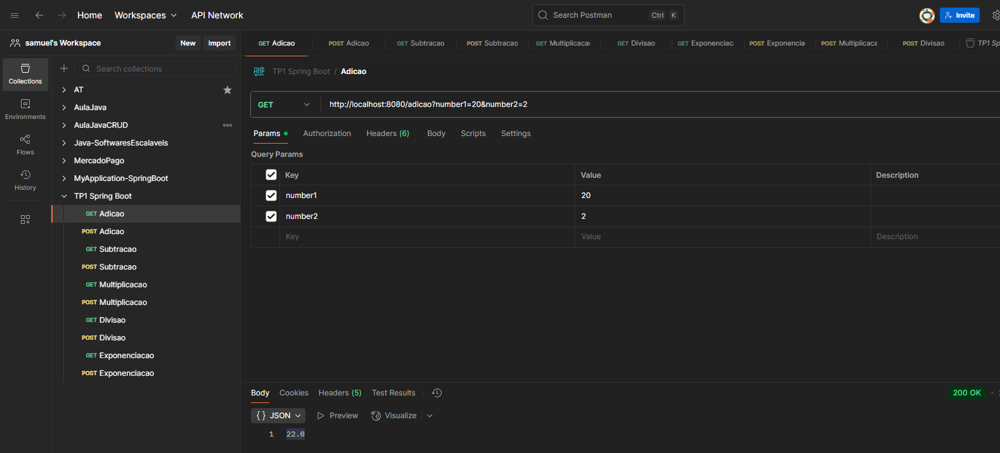 Home Workspaces API Network Search Postman Ctrl K Invite
samuel's Workspace New Import
GET Adicao POST Adicao GET Subtracao POST Subtracao GET Multiplicac GET Divisao GET Exponenciac POST Exponencia POST Multiplicaca POST Divisao TP1 Sp
Collections
Environments
Flows
History
Search collections
AT
AulaJava
AulaJavaCRUD
Java-SoftwaresEscalaveis
MercadoPago
MyApplication-SpringBoot
TP1 Spring Boot
GET Adicao
POST Adicao
GET Subtracao
POST Subtracao
GET Multiplicacao
POST Multiplicacao
GET Divisao
POST Divisao
GET Exponenciacao
POST Exponenciacao
HTTP TP1 Spring Boot / Adicao
GET http://localhost:8080/adicao?number1=20&number2=2
Params Authorization Headers (6) Body Scripts Settings
Query Params
Key Value Description
number1 20
number2 2
Key Value Description
Body Cookies Headers (5) Test Results 200 OK
{} JSON Preview Visualize
1 22.0